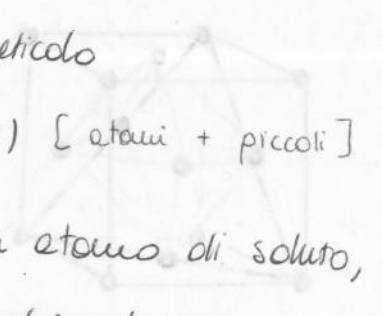 eticolo
) [ atomi + piccoli ]
atomo di soluto,